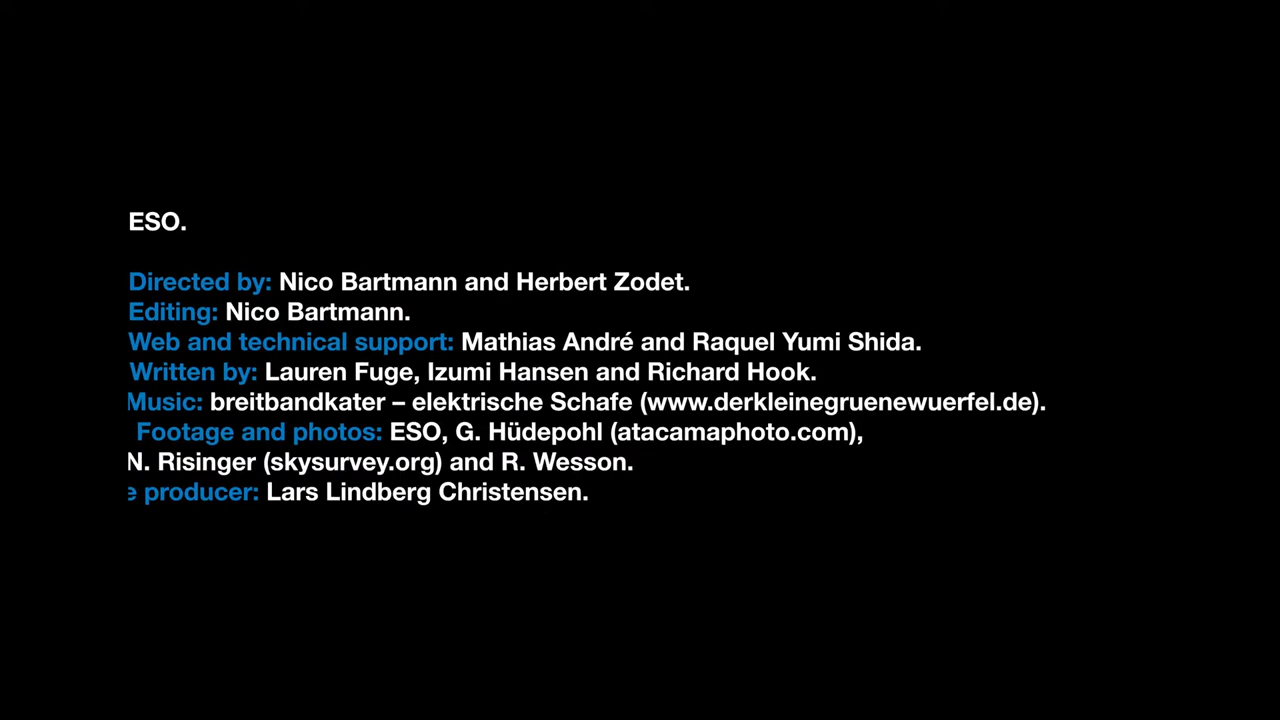 ESO.
Directed by: Nico Bartmann and Herbert Zodet.
Editing: Nico Bartmann.
Web and technical support: Mathias André and Raquel Yumi Shida.
Written by: Lauren Fuge, Izumi Hansen and Richard Hook.
Music: breitbandkater – elektrische Schafe (www.derkleinegruenewuerfel.de).
Footage and photos: ESO, G. Hüdepohl (atacamaphoto.com),
N. Risinger (skysurvey.org) and R. Wesson.
e producer: Lars Lindberg Christensen.